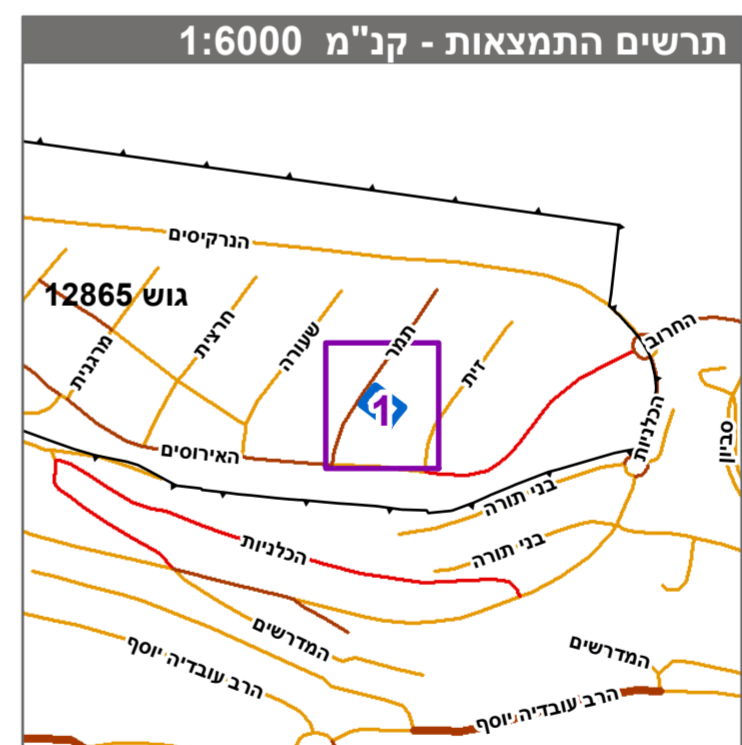 תרשים התמצאות - קנ"מ 1:6000
הנרקיסים
גוש 12865
החרוב
חרצית
שעורה
תמר
מרגנית
זית
1
הכלניות
סביון
האירוסים
בני תורה
הכלניות
בני תורה
המדרשים
המדרשים
הרב עובדיה יוסף
הרב עובדיה יוסף